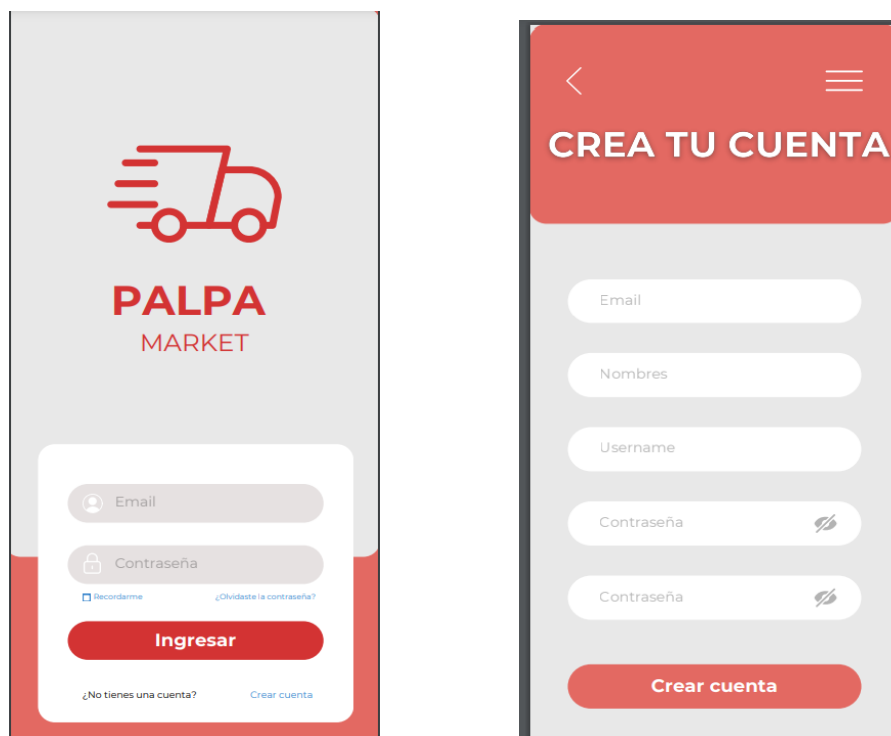 PALPA
MARKET
Email
Contraseña
Recordarme
¿Olvidaste la contraseña?
Ingresar
¿No tienes una cuenta?
Crear cuenta
CREA TU CUENTA
Email
Nombres
Username
Contraseña
Contraseña
Crear cuenta